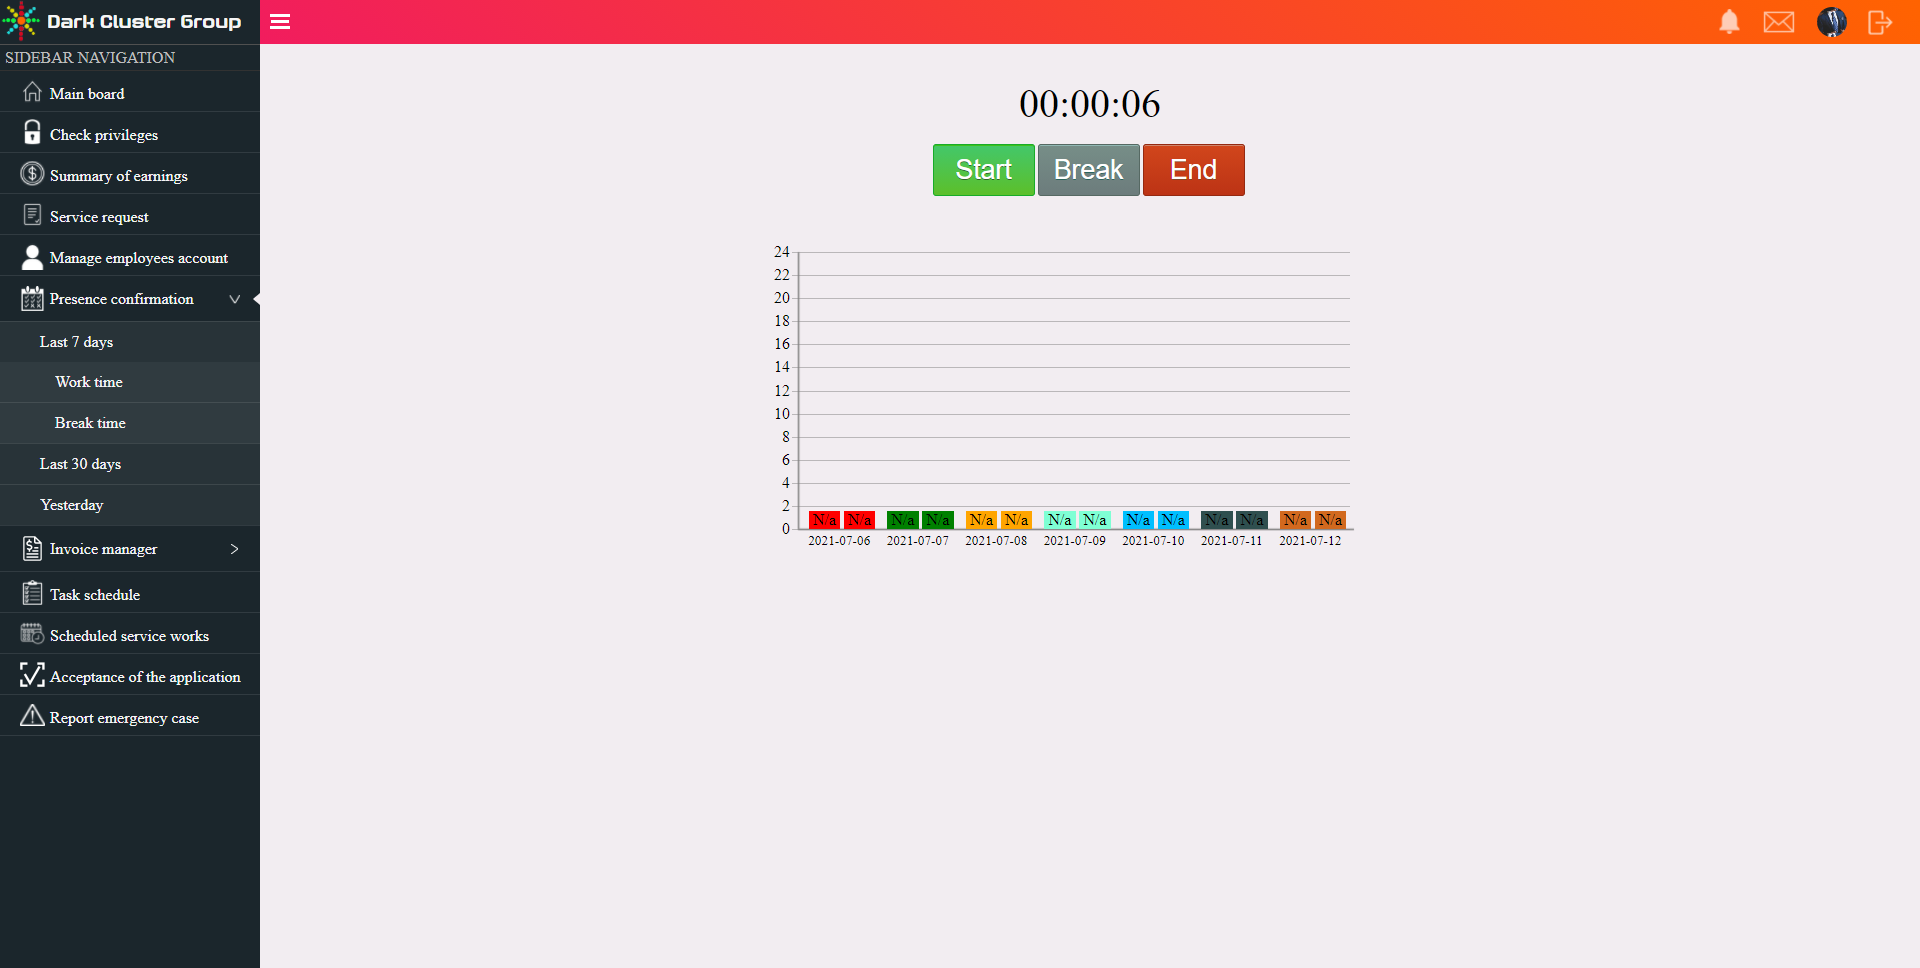 Dark Cluster Group
SIDEBAR NAVIGATION
Main board
Check privileges
Summary of earnings
Service request
Manage employees account
Presence confirmation
Last 7 days
Work time
Break time
Last 30 days
Yesterday
Invoice manager
Task schedule
Scheduled service works
Acceptance of the application
Report emergency case
00:00:06
Start Break End
24
22
20
18
16
14
12
10
8
6
4
2
0
N/a N/a N/a N/a N/a N/a N/a N/a N/a N/a N/a N/a N/a N/a
2021-07-06 2021-07-07 2021-07-08 2021-07-09 2021-07-10 2021-07-11 2021-07-12